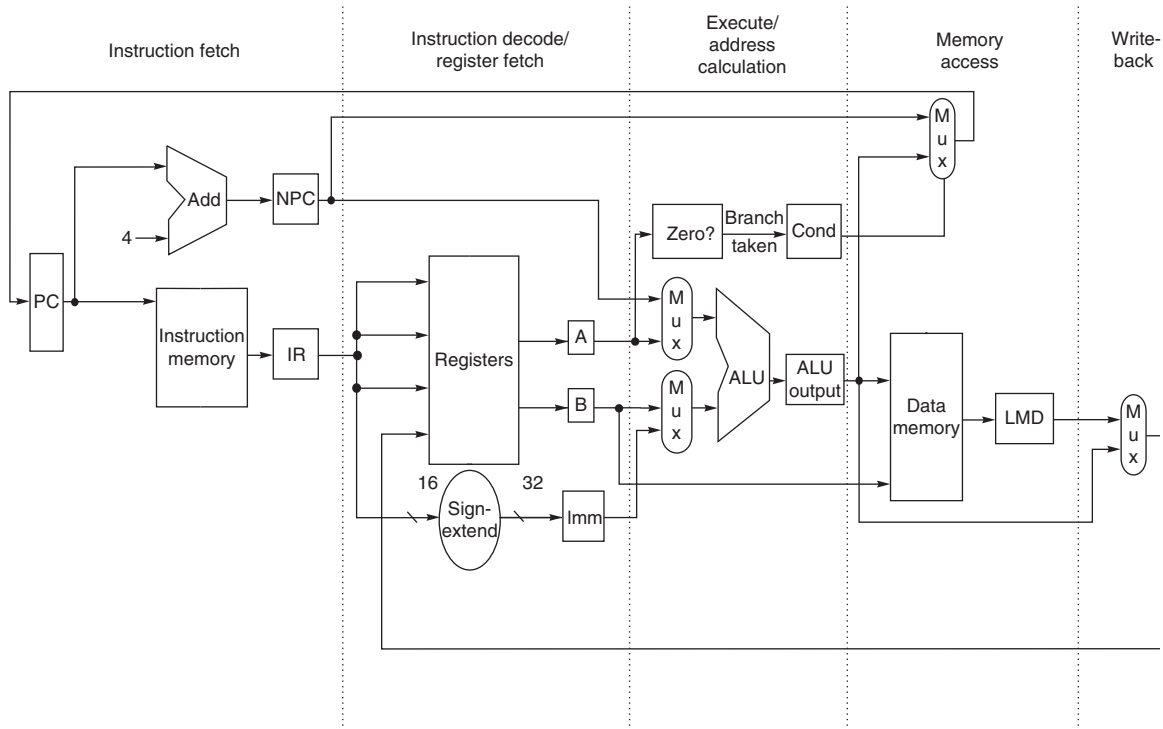 Instruction fetch
Instruction decode/
register fetch
Execute/
address
calculation
Memory
access
Write-
back
M
u
x
Add
NPC
4
Zero?
Branch
taken
Cond
PC
Instruction
memory
IR
Registers
A
B
M
u
x
M
u
x
ALU
ALU
output
Data
memory
LMD
M
u
x
16
32
Sign-
extend
Imm